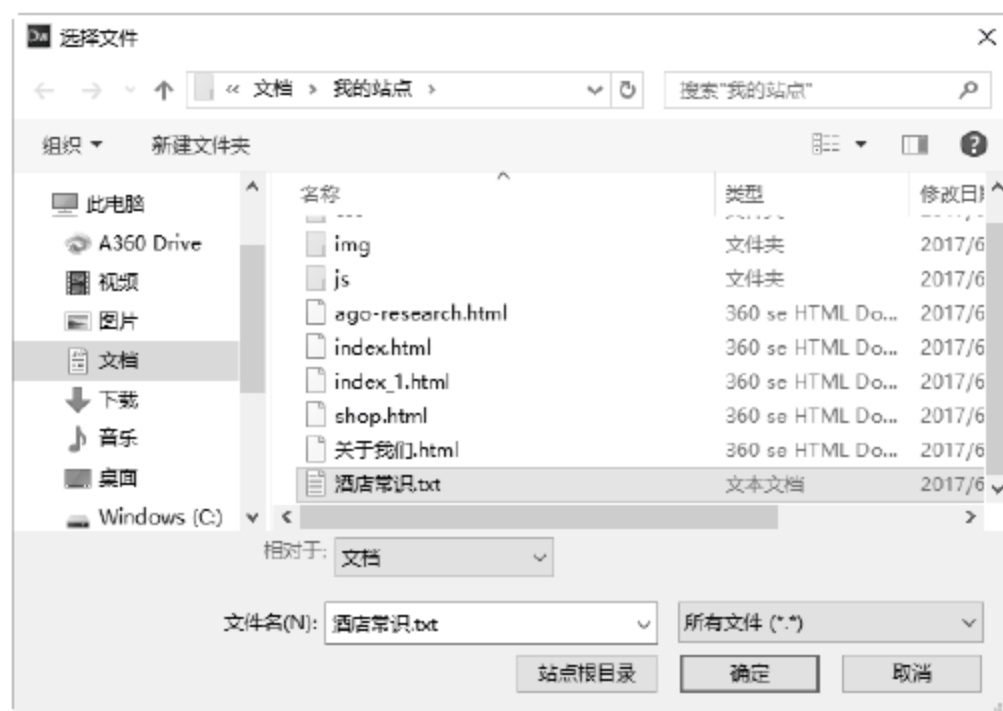 Dw 选择文件
« 文档 › 我的站点 ›
搜索"我的站点"
组织 新建文件夹
名称 类型 修改日期
此电脑
A360 Drive
视频
图片
文档
下载
音乐
桌面
Windows (C:)
img 文件夹 2017/6
js 文件夹 2017/6
ago-research.html 360 se HTML Do... 2017/6
index.html 360 se HTML Do... 2017/6
index_1.html 360 se HTML Do... 2017/6
shop.html 360 se HTML Do... 2017/6
关于我们.html 360 se HTML Do... 2017/6
酒店常识.txt 文本文档 2017/6
相对于: 文档
文件名(N): 酒店常识.txt 所有文件 (*.*)
站点根目录 确定 取消